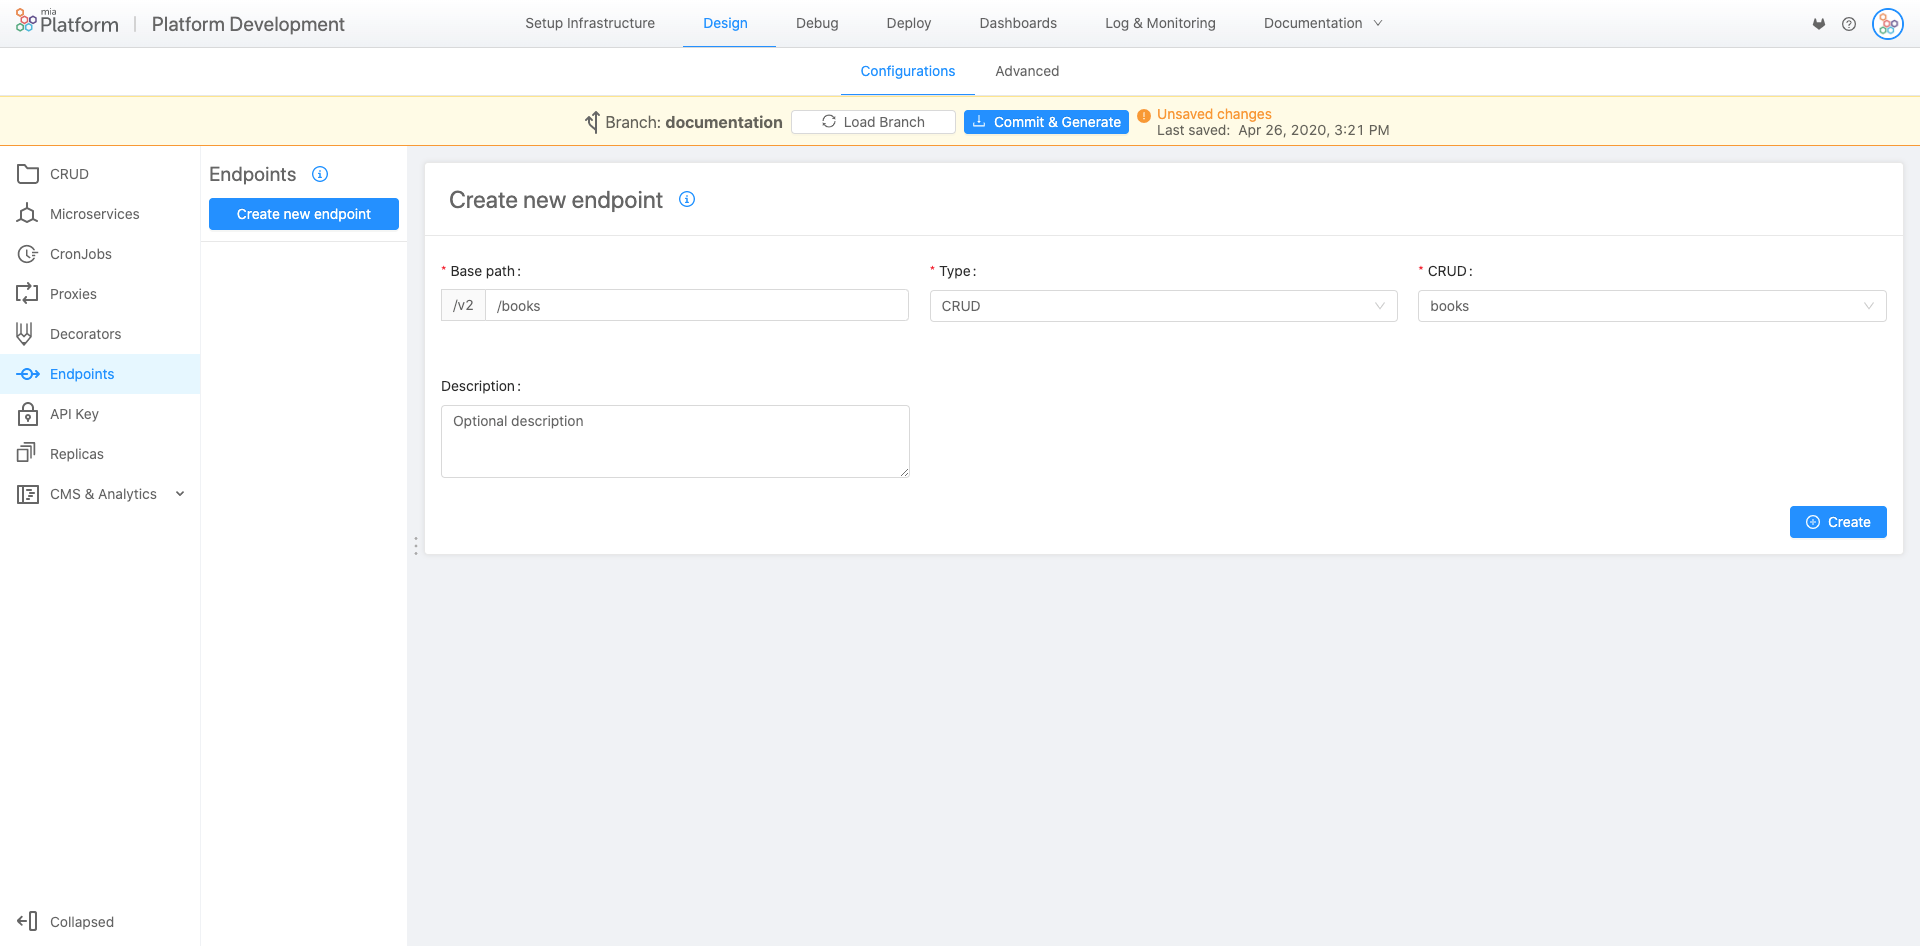 mia
Platform
Platform Development
Setup Infrastructure
Design
Debug
Deploy
Dashboards
Log & Monitoring
Documentation
Configurations
Advanced
Branch: documentation
Load Branch
Commit & Generate
Unsaved changes
Last saved: Apr 26, 2020, 3:21 PM
CRUD
Microservices
CronJobs
Proxies
Decorators
Endpoints
API Key
Replicas
CMS & Analytics
Collapsed
Endpoints
Create new endpoint
Create new endpoint
* Base path:
/v2 /books
* Type:
CRUD
* CRUD:
books
Description:
Optional description
Create